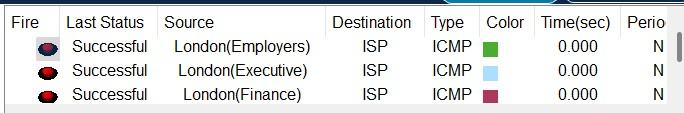 Fire Last Status Source Destination Type Color Time(sec) Perio
Successful London(Employers) ISP ICMP 0.000 N
Successful London(Executive) ISP ICMP 0.000 N
Successful London(Finance) ISP ICMP 0.000 N